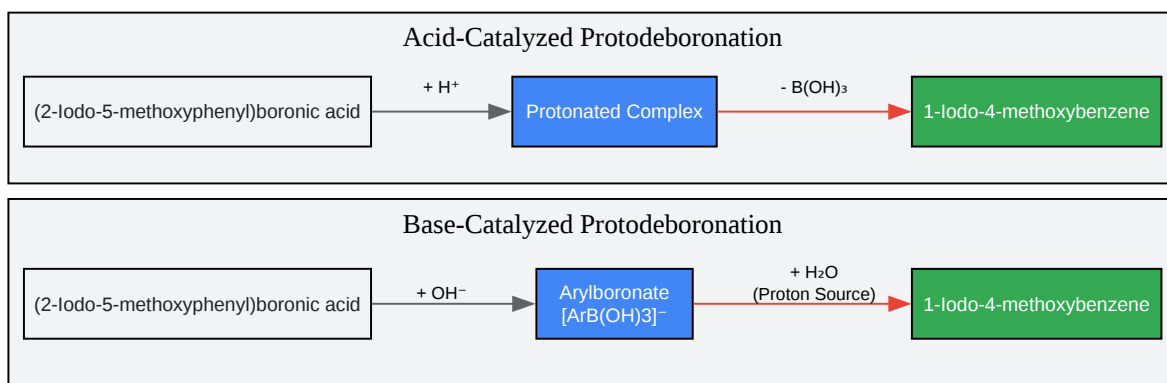 Acid-Catalyzed Protodeboronation
(2-Iodo-5-methoxyphenyl)boronic acid
+ H⁺
Protonated Complex
- B(OH)₃
1-Iodo-4-methoxybenzene
Base-Catalyzed Protodeboronation
(2-Iodo-5-methoxyphenyl)boronic acid
+ OH⁻
Arylboronate
[ArB(OH)3]⁻
+ H₂O
(Proton Source)
1-Iodo-4-methoxybenzene